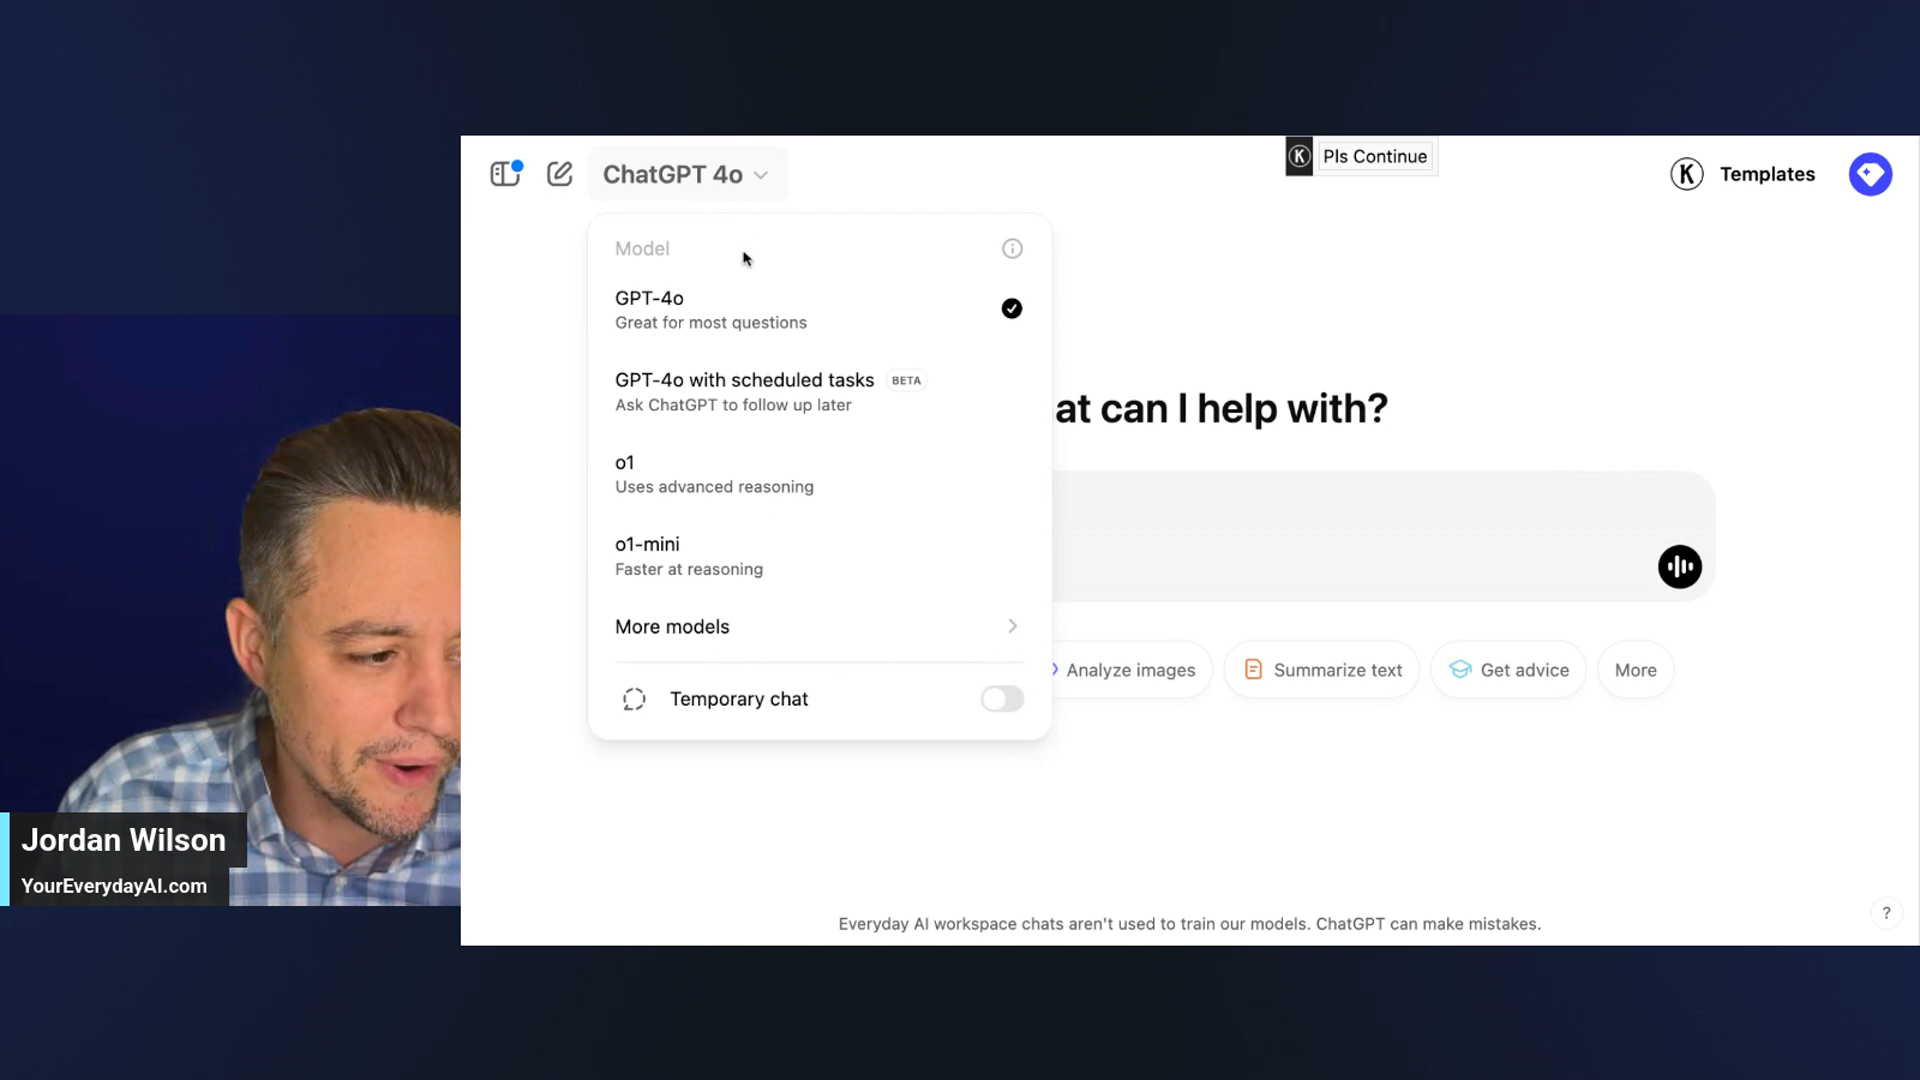 ChatGPT 4o
K
Pls Continue
K
Templates
Model
GPT-4o
Great for most questions
GPT-4o with scheduled tasks
BETA
Ask ChatGPT to follow up later
o1
Uses advanced reasoning
o1-mini
Faster at reasoning
More models
Temporary chat
at can I help with?
Analyze images
Summarize text
Get advice
More
Jordan Wilson
YourEverydayAI.com
Everyday AI workspace chats aren't used to train our models. ChatGPT can make mistakes.
?